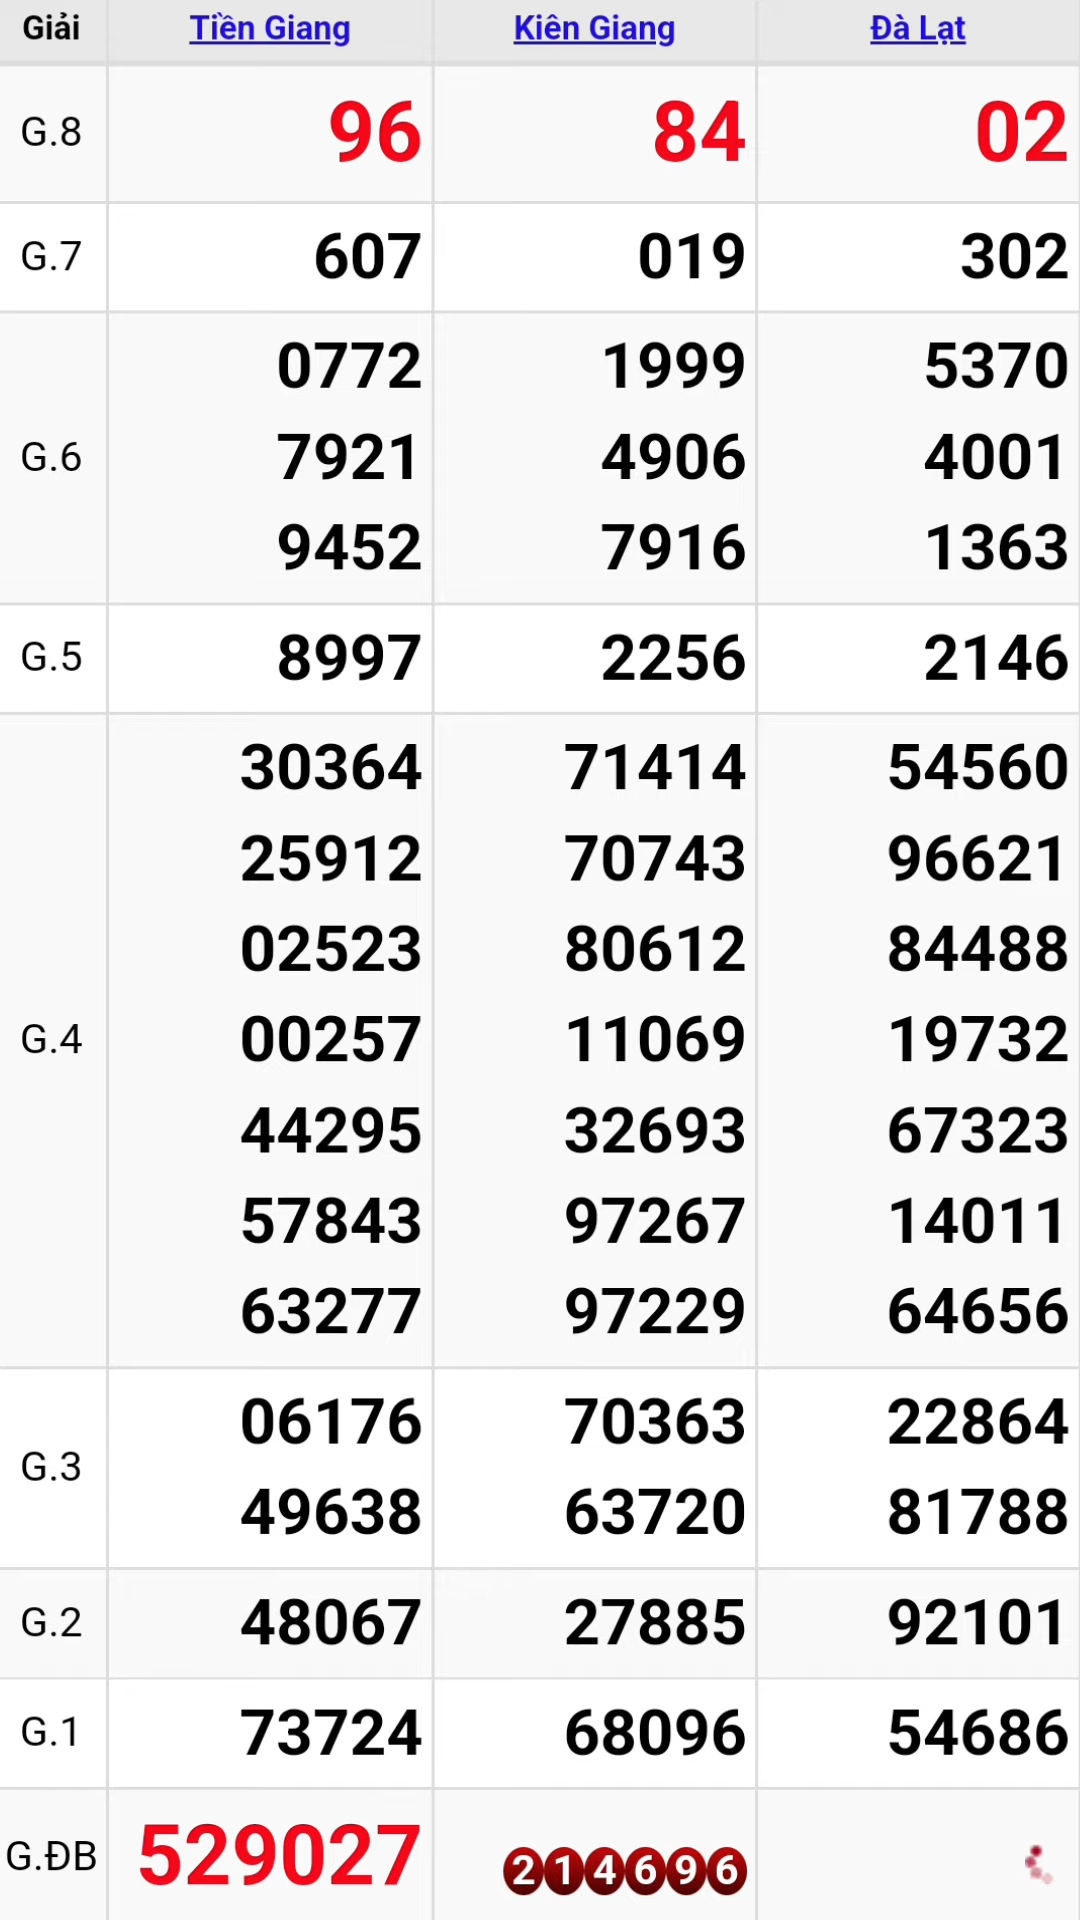 Giải Tiền Giang Kiên Giang Đà Lạt
G.8 96 84 02
G.7 607 019 302
0772 1999 5370
G.6 7921 4906 4001
9452 7916 1363
G.5 8997 2256 2146
30364 71414 54560
25912 70743 96621
02523 80612 84488
G.4 00257 11069 19732
44295 32693 67323
57843 97267 14011
63277 97229 64656
06176 70363 22864
G.3
49638 63720 81788
G.2 48067 27885 92101
G.1 73724 68096 54686
G.ĐB 529027 214696